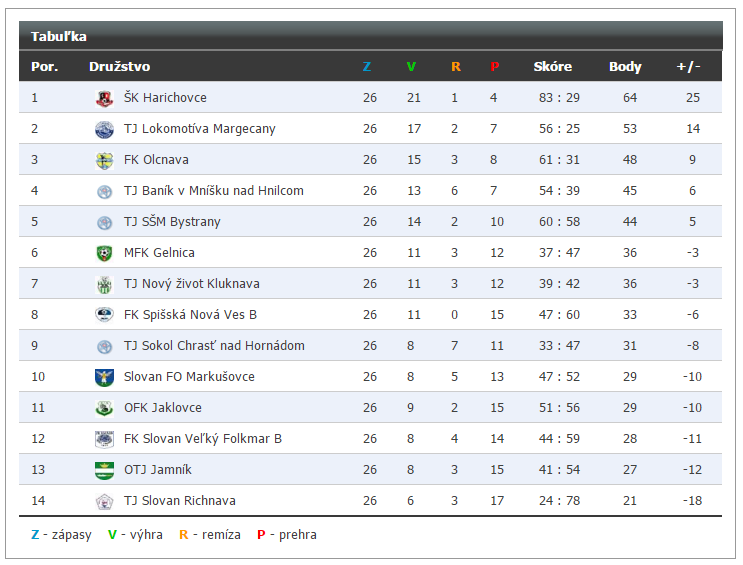 Tabuľka
Por. Družstvo Z V R P Skóre Body +/-
1 ŠK Harichovce 26 21 1 4 83 : 29 64 25
2 TJ Lokomotíva Margecany 26 17 2 7 56 : 25 53 14
3 FK Olcnava 26 15 3 8 61 : 31 48 9
4 TJ Baník v Mníšku nad Hnilcom 26 13 6 7 54 : 39 45 6
5 TJ SŠM Bystrany 26 14 2 10 60 : 58 44 5
6 MFK Gelnica 26 11 3 12 37 : 47 36 -3
7 TJ Nový život Kluknava 26 11 3 12 39 : 42 36 -3
8 FK Spišská Nová Ves B 26 11 0 15 47 : 60 33 -6
9 TJ Sokol Chrasť nad Hornádom 26 8 7 11 33 : 47 31 -8
10 Slovan FO Markušovce 26 8 5 13 47 : 52 29 -10
11 OFK Jaklovce 26 9 2 15 51 : 56 29 -10
12 FK Slovan Veľký Folkmar B 26 8 4 14 44 : 59 28 -11
13 OTJ Jamník 26 8 3 15 41 : 54 27 -12
14 TJ Slovan Richnava 26 6 3 17 24 : 78 21 -18
Z - zápasy V - výhra R - remíza P - prehra